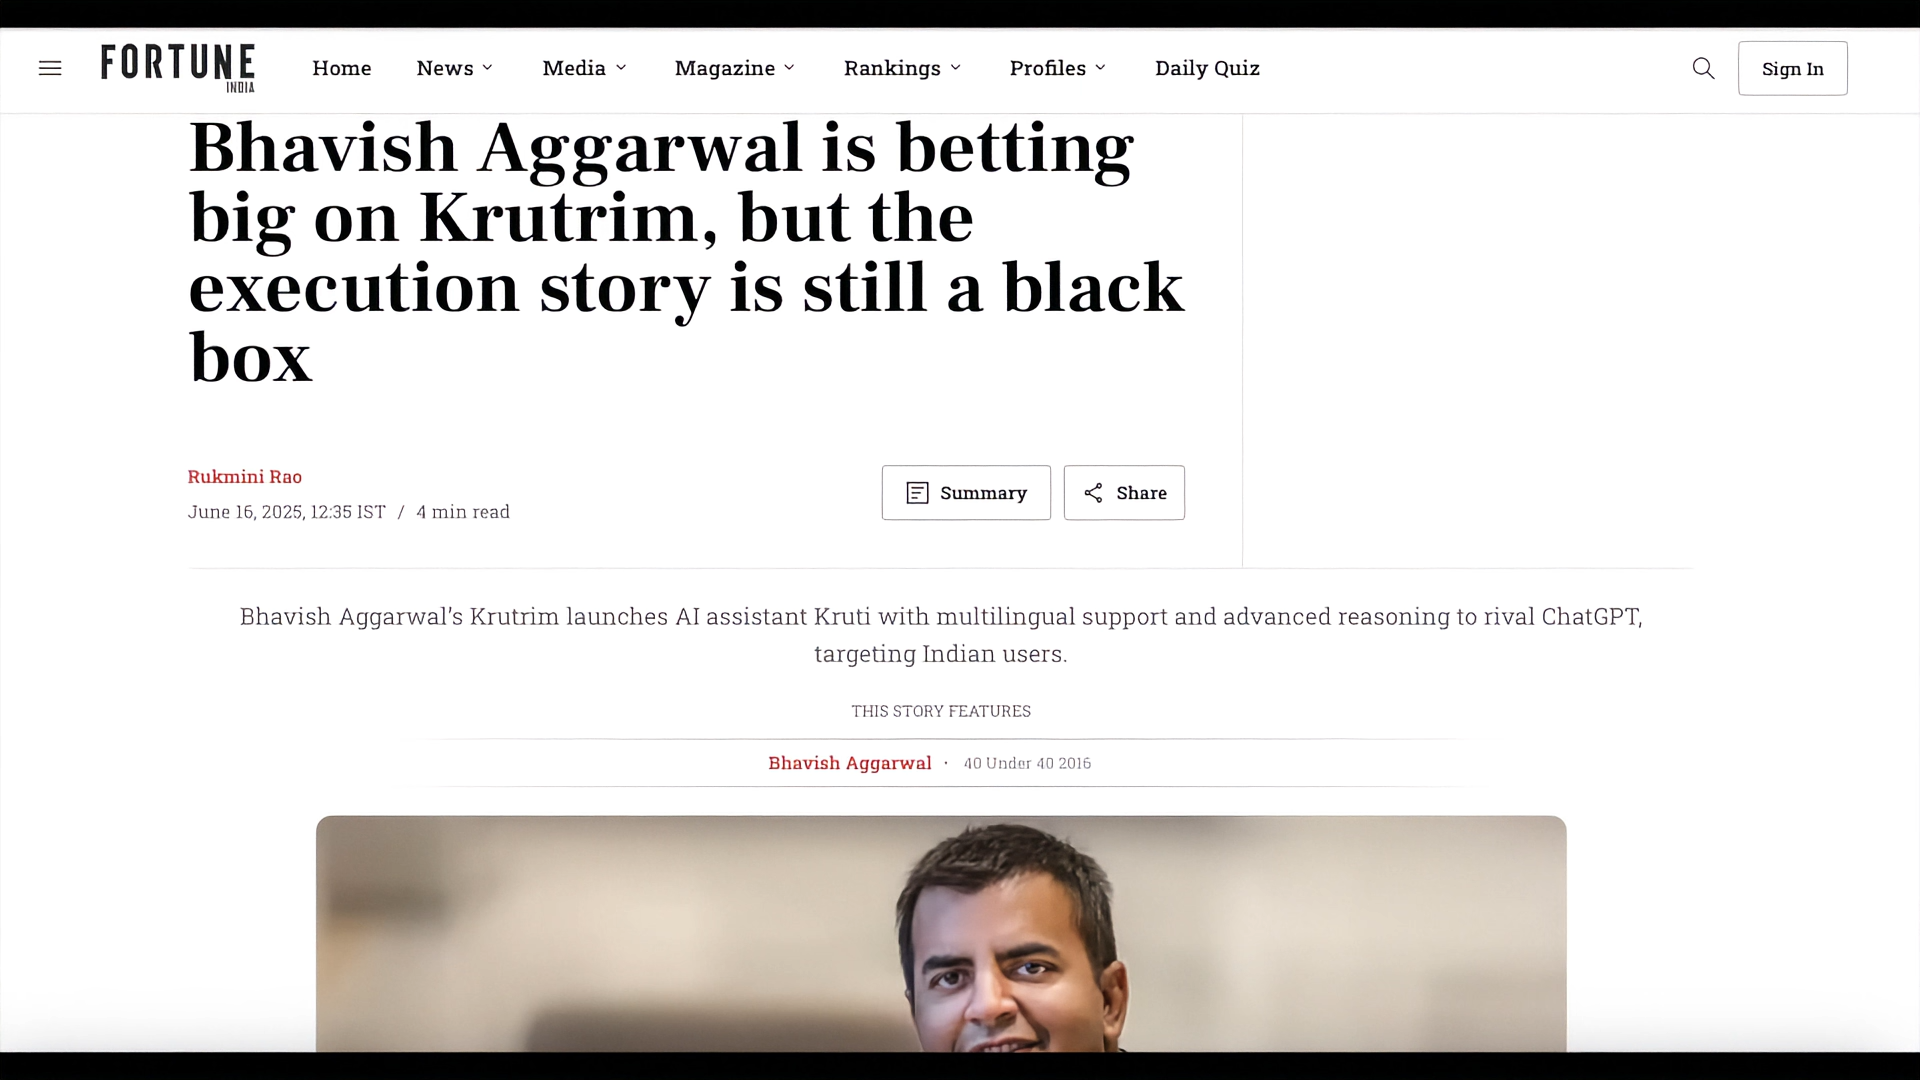 FORTUNE
INDIA
Home News Media Magazine Rankings Profiles Daily Quiz
Sign In
Bhavish Aggarwal is betting
big on Krutrim, but the
execution story is still a black
box
Rukmini Rao
June 16, 2025, 12:35 IST / 4 min read
Summary
Share
Bhavish Aggarwal’s Krutrim launches AI assistant Kruti with multilingual support and advanced reasoning to rival ChatGPT,
targeting Indian users.
THIS STORY FEATURES
Bhavish Aggarwal · 40 Under 40 2016